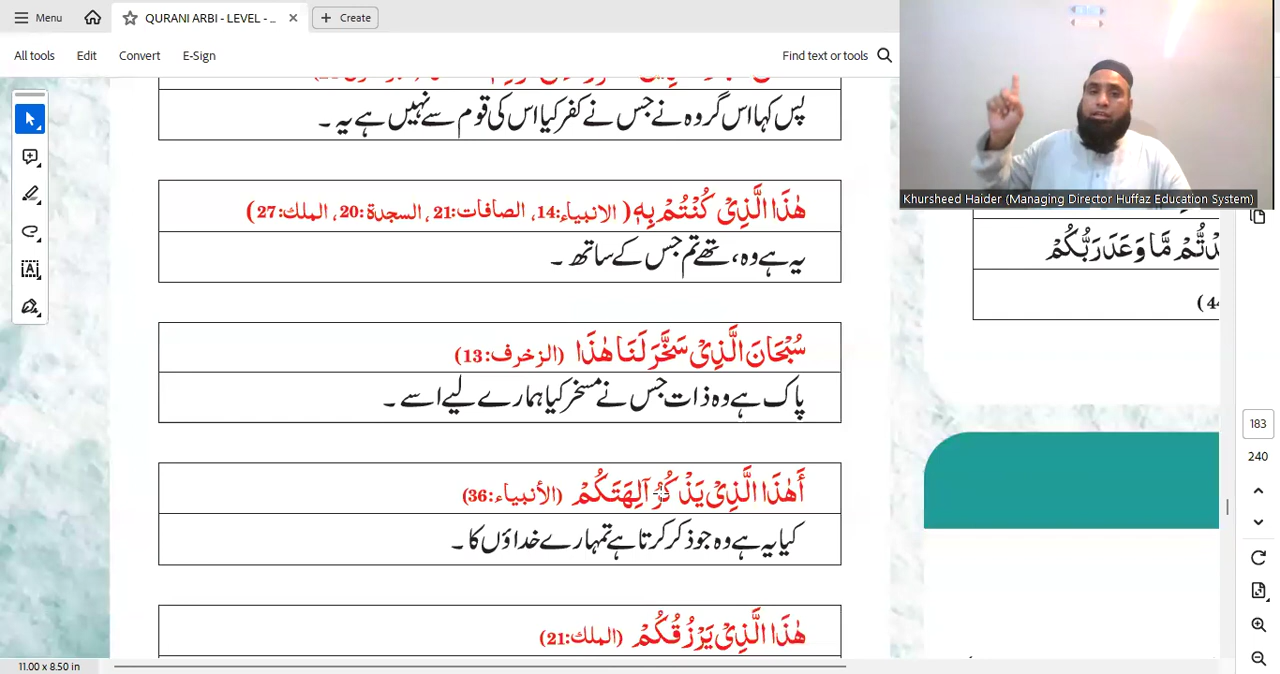 Menu
QURANI ARBI - LEVEL - ...
Create
All tools
Edit
Convert
E-Sign
Find text or tools
پس کہا اس گروہ نے جس نے کفر کیا اس کی قوم سے نہیں ہے یہ ۔
هٰذَا الَّذِیْ كُنْتُمْ بِهٖ (الانبیاء:14، الصافات:21، السجدة:20، الملك:27)
یہ ہے وہ، تھے تم جس کے ساتھ ۔
سُبْحَانَ الَّذِیْ سَخَّرَ لَنَا هٰذَا (الزخرف:13)
پاک ہے وہ ذات جس نے مسخر کیا ہمارے لیے اسے ۔
أَهٰذَا الَّذِیْ يَذْكُرُ آلِهَتَكُمْ (الأنبياء:36)
کیا یہ ہے وہ جو ذکر کرتا ہے تمہارے خداؤں کا ۔
هٰذَا الَّذِیْ يَرْزُقُكُمْ (الملك:21)
Khursheed Haider (Managing Director Huffaz Education System)
مَّا وَعَدَ رَبُّكُمْ
183
240
11.00 x 8.50 in